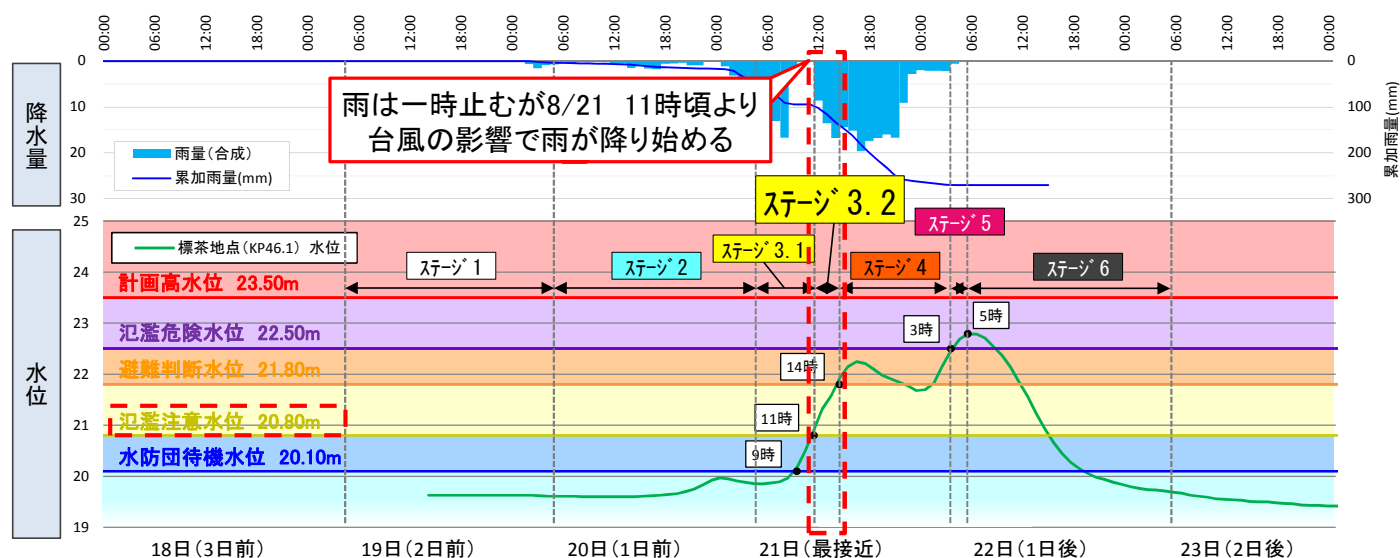 00:00 06:00 12:00 18:00 00:00 06:00 12:00 18:00 00:00 06:00 12:00 18:00 00:00 06:00 12:00 18:00 00:00 06:00 12:00 18:00 00:00 06:00 12:00 18:00 00:00
降水量
0
10
20
30
0
100
200
300
累加雨量(mm)
雨量(合成)
累加雨量(mm)
雨は一時止むが8/21 11時頃より
台風の影響で雨が降り始める
水位
25
24
23
22
21
20
19
標茶地点(KP46.1) 水位
ステージ1
ステージ2
ステージ3.1
ステージ3.2
ステージ4
ステージ5
ステージ6
計画高水位 23.50m
氾濫危険水位 22.50m
避難判断水位 21.80m
氾濫注意水位 20.80m
水防団待機水位 20.10m
9時
11時
14時
3時
5時
18日(3日前) 19日(2日前) 20日(1日前) 21日(最接近) 22日(1日後) 23日(2日後)